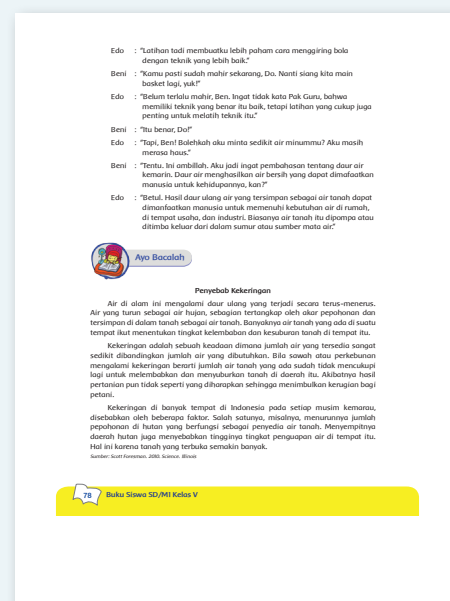 Edo : "Latihan tadi membuatku lebih paham cara menggiring bola
dengan teknik yang lebih baik."
Beni : "Kamu pasti sudah mahir sekarang, Do. Nanti siang kita main
basket lagi, yuk!"
Edo : "Belum terlalu mahir, Ben. Ingat tidak kata Pak Guru, bahwa
memiliki teknik yang benar itu baik, tetapi latihan yang cukup juga
penting untuk melatih teknik itu."
Beni : "Itu benar, Do!"
Edo : "Tapi, Ben! Bolehkah aku minta sedikit air minummu? Aku masih
merasa haus."
Beni : "Tentu. Ini ambillah. Aku jadi ingat pembahasan tentang daur air
kemarin. Daur air menghasilkan air bersih yang dapat dimafaatkan
manusia untuk kehidupannya, kan?"
Edo : "Betul. Hasil daur ulang air yang tersimpan sebagai air tanah dapat
dimanfaatkan manusia untuk memenuhi kebutuhan air di rumah,
di tempat usaha, dan industri. Biasanya air tanah itu dipompa atau
ditimba keluar dari dalam sumur atau sumber mata air."
Ayo Bacalah
Penyebab Kekeringan
Air di alam ini mengalami daur ulang yang terjadi secara terus-menerus.
Air yang turun sebagai air hujan, sebagian tertangkap oleh akar pepohonan dan
tersimpan di dalam tanah sebagai air tanah. Banyaknya air tanah yang ada di suatu
tempat ikut menentukan tingkat kelembaban dan kesuburan tanah di tempat itu.
Kekeringan adalah sebuah keadaan dimana jumlah air yang tersedia sangat
sedikit dibandingkan jumlah air yang dibutuhkan. Bila sawah atau perkebunan
mengalami kekeringan berarti jumlah air tanah yang ada sudah tidak mencukupi
lagi untuk melembabkan dan menyuburkan tanah di daerah itu. Akibatnya hasil
pertanian pun tidak seperti yang diharapkan sehingga menimbulkan kerugian bagi
petani.
Kekeringan di banyak tempat di Indonesia pada setiap musim kemarau,
disebabkan oleh beberapa faktor. Salah satunya, misalnya, menurunnya jumlah
pepohonan di hutan yang berfungsi sebagai penyedia air tanah. Menyempitnya
daerah hutan juga menyebabkan tingginya tingkat penguapan air di tempat itu.
Hal ini karena tanah yang terbuka semakin banyak.
Sumber: Scott Foresman. 2010. Science. Illinois
78 Buku Siswa SD/MI Kelas V